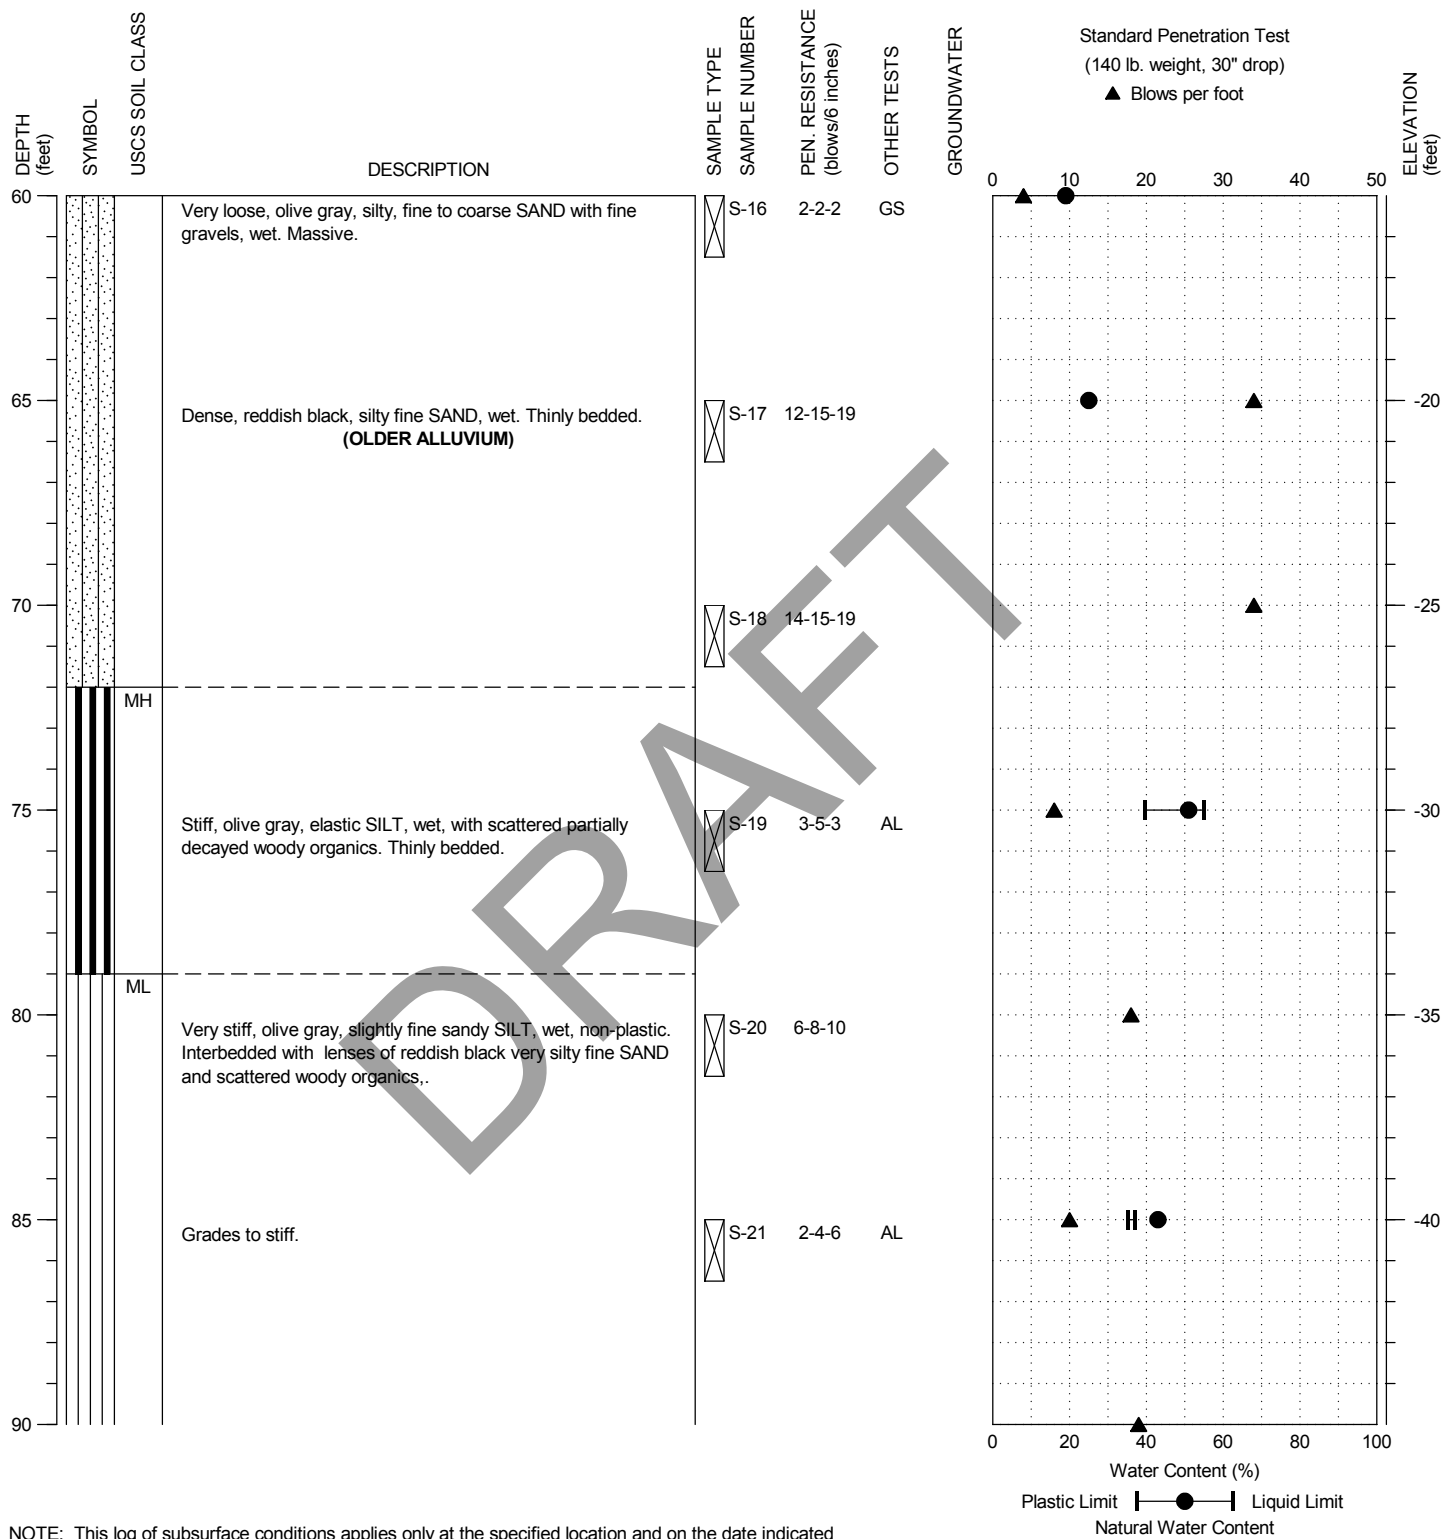 DEPTH
(feet)
SYMBOL
USCS SOIL CLASS
DESCRIPTION
SAMPLE TYPE
SAMPLE NUMBER
PEN. RESISTANCE
(blows/6 inches)
OTHER TESTS
GROUNDWATER
Standard Penetration Test
(140 lb. weight, 30" drop)
▲ Blows per foot
ELEVATION
(feet)
0 10 20 30 40 50
60
Very loose, olive gray, silty, fine to coarse SAND with fine
gravels, wet. Massive.
S-16 2-2-2 GS
65
Dense, reddish black, silty fine SAND, wet. Thinly bedded.
(OLDER ALLUVIUM)
S-17 12-15-19
-20
70
S-18 14-15-19
-25
MH
75
Stiff, olive gray, elastic SILT, wet, with scattered partially
decayed woody organics. Thinly bedded.
S-19 3-5-3 AL
-30
ML
80
Very stiff, olive gray, slightly fine sandy SILT, wet, non-plastic.
Interbedded with lenses of reddish black very silty fine SAND
and scattered woody organics,.
S-20 6-8-10
-35
85
Grades to stiff.
S-21 2-4-6 AL
-40
90
0 20 40 60 80 100
Water Content (%)
Plastic Limit Liquid Limit
Natural Water Content
NOTE: This log of subsurface conditions applies only at the specified location and on the date indicated
DRAFT